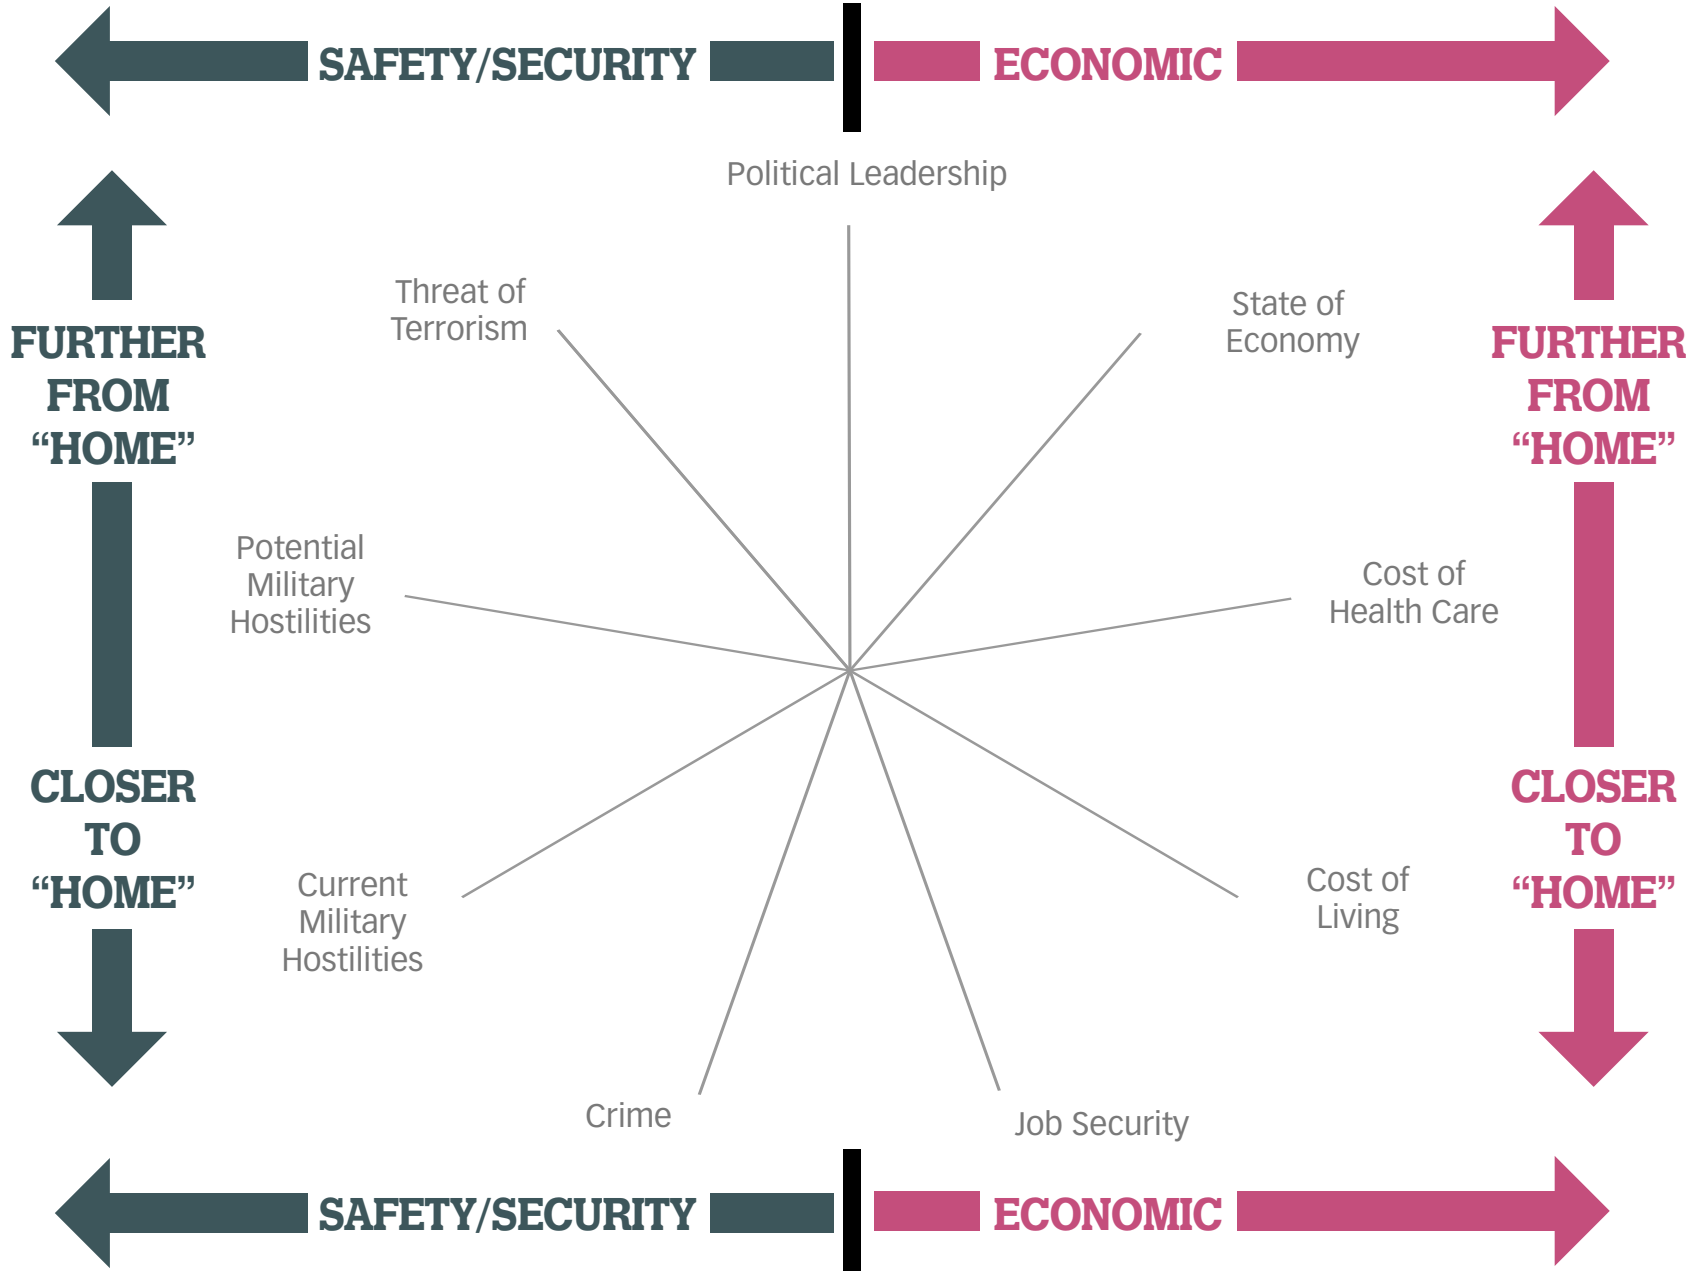 SAFETY/SECURITY
ECONOMIC
Political Leadership
Threat of
Terrorism
State of
Economy
FURTHER
FROM
“HOME”
FURTHER
FROM
“HOME”
Potential
Military
Hostilities
Cost of
Health Care
CLOSER
TO
“HOME”
CLOSER
TO
“HOME”
Current
Military
Hostilities
Cost of
Living
Crime
Job Security
SAFETY/SECURITY
ECONOMIC